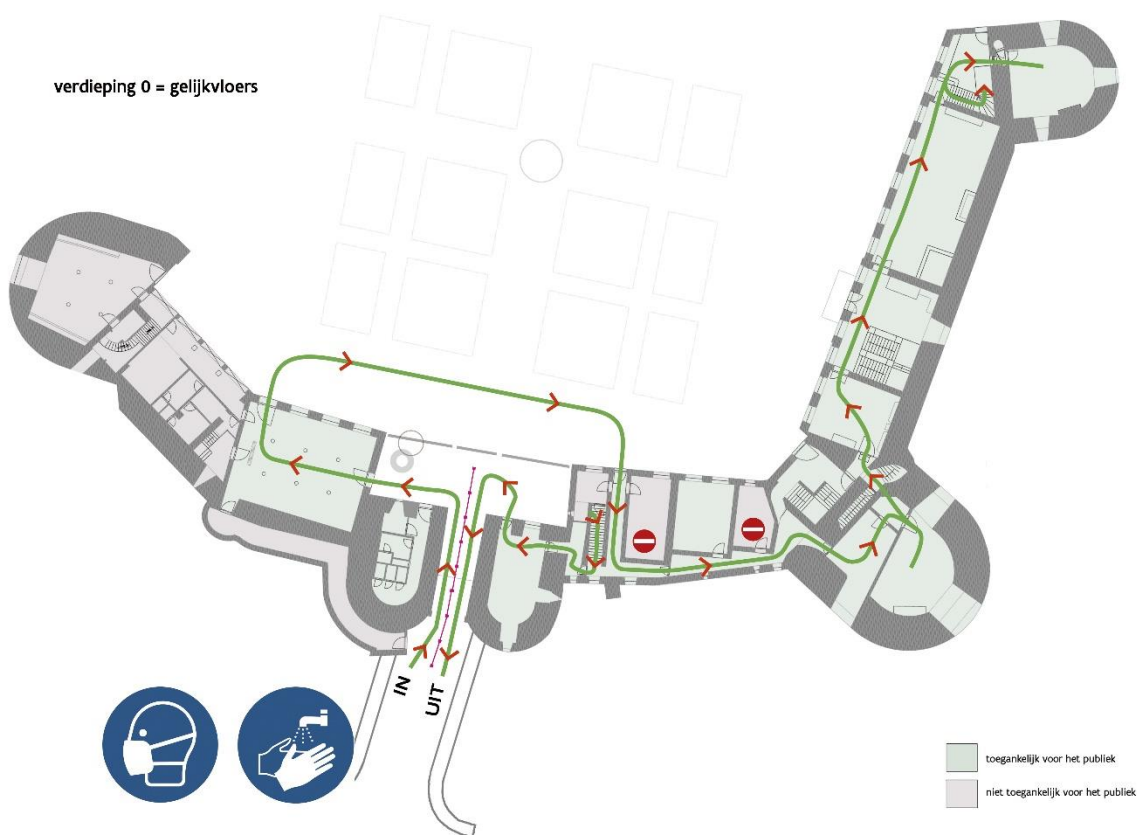 verdieping 0 = gelijkvloers
IN
UIT
toegankelijk voor het publiek
niet toegankelijk voor het publiek